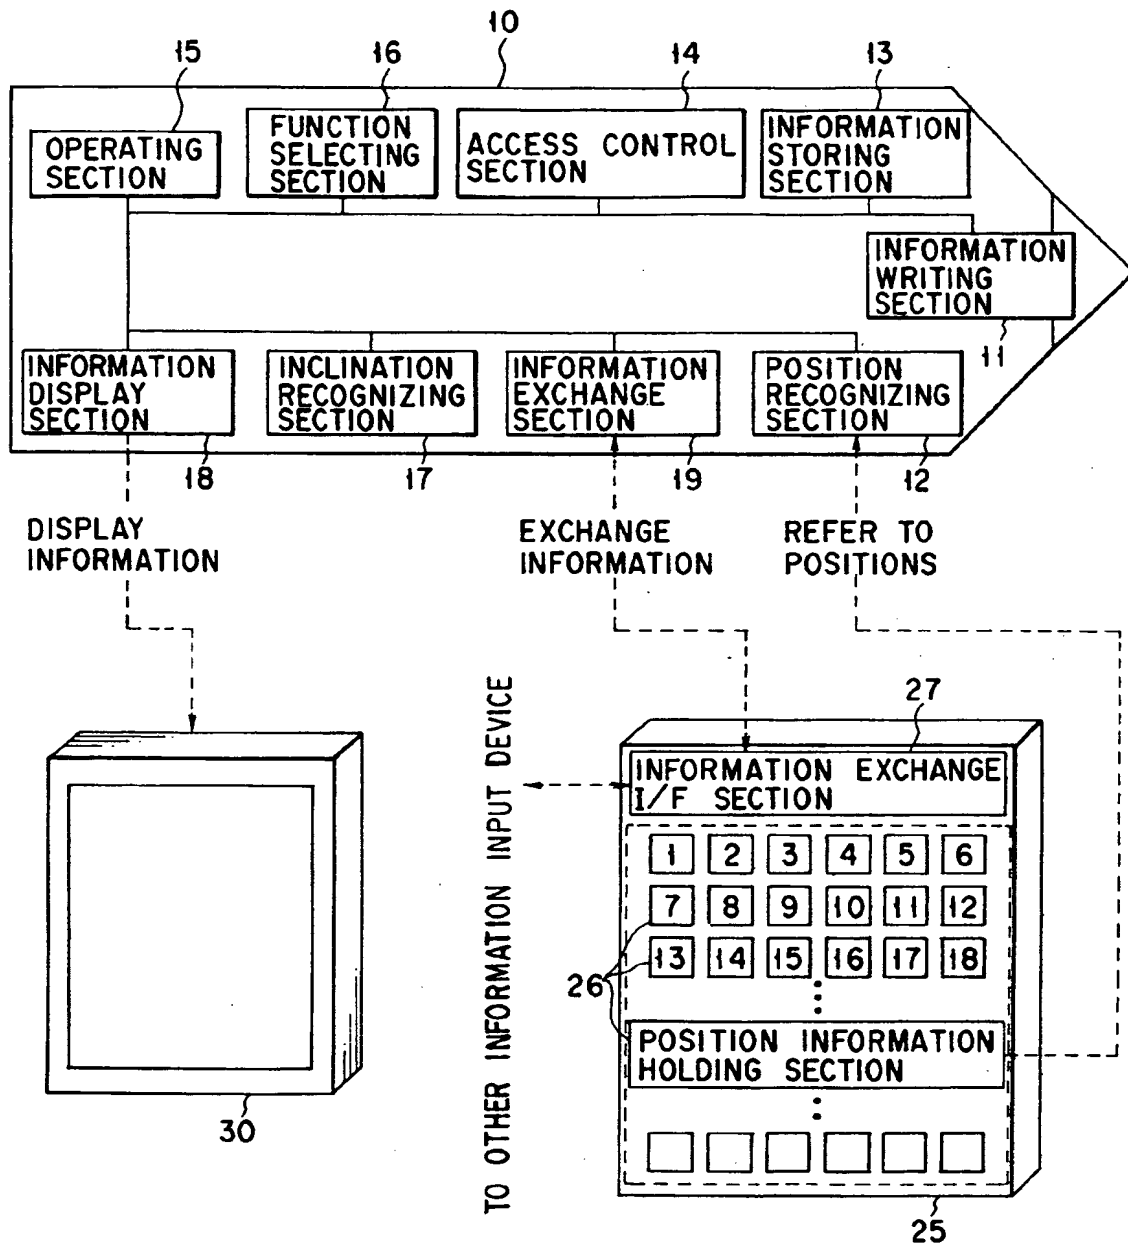 10
15
16
14
13
OPERATING
SECTION
FUNCTION
SELECTING
SECTION
ACCESS CONTROL
SECTION
INFORMATION
STORING
SECTION
INFORMATION
WRITING
SECTION
11
INFORMATION
DISPLAY
SECTION
INCLINATION
RECOGNIZING
SECTION
INFORMATION
EXCHANGE
SECTION
POSITION
RECOGNIZING
SECTION
18
17
19
12
DISPLAY
INFORMATION
EXCHANGE
INFORMATION
REFER TO
POSITIONS
TO OTHER INFORMATION INPUT DEVICE
27
INFORMATION EXCHANGE
I/F SECTION
1 2 3 4 5 6
7 8 9 10 11 12
13 14 15 16 17 18
26
POSITION INFORMATION
HOLDING SECTION
30
25